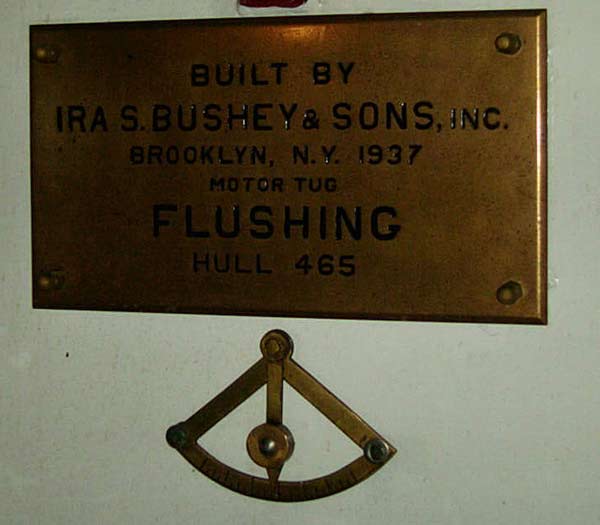 BUILT BY
IRA S. BUSHEY & SONS, INC.
BROOKLYN, N.Y. 1937
MOTOR TUG
FLUSHING
HULL 465